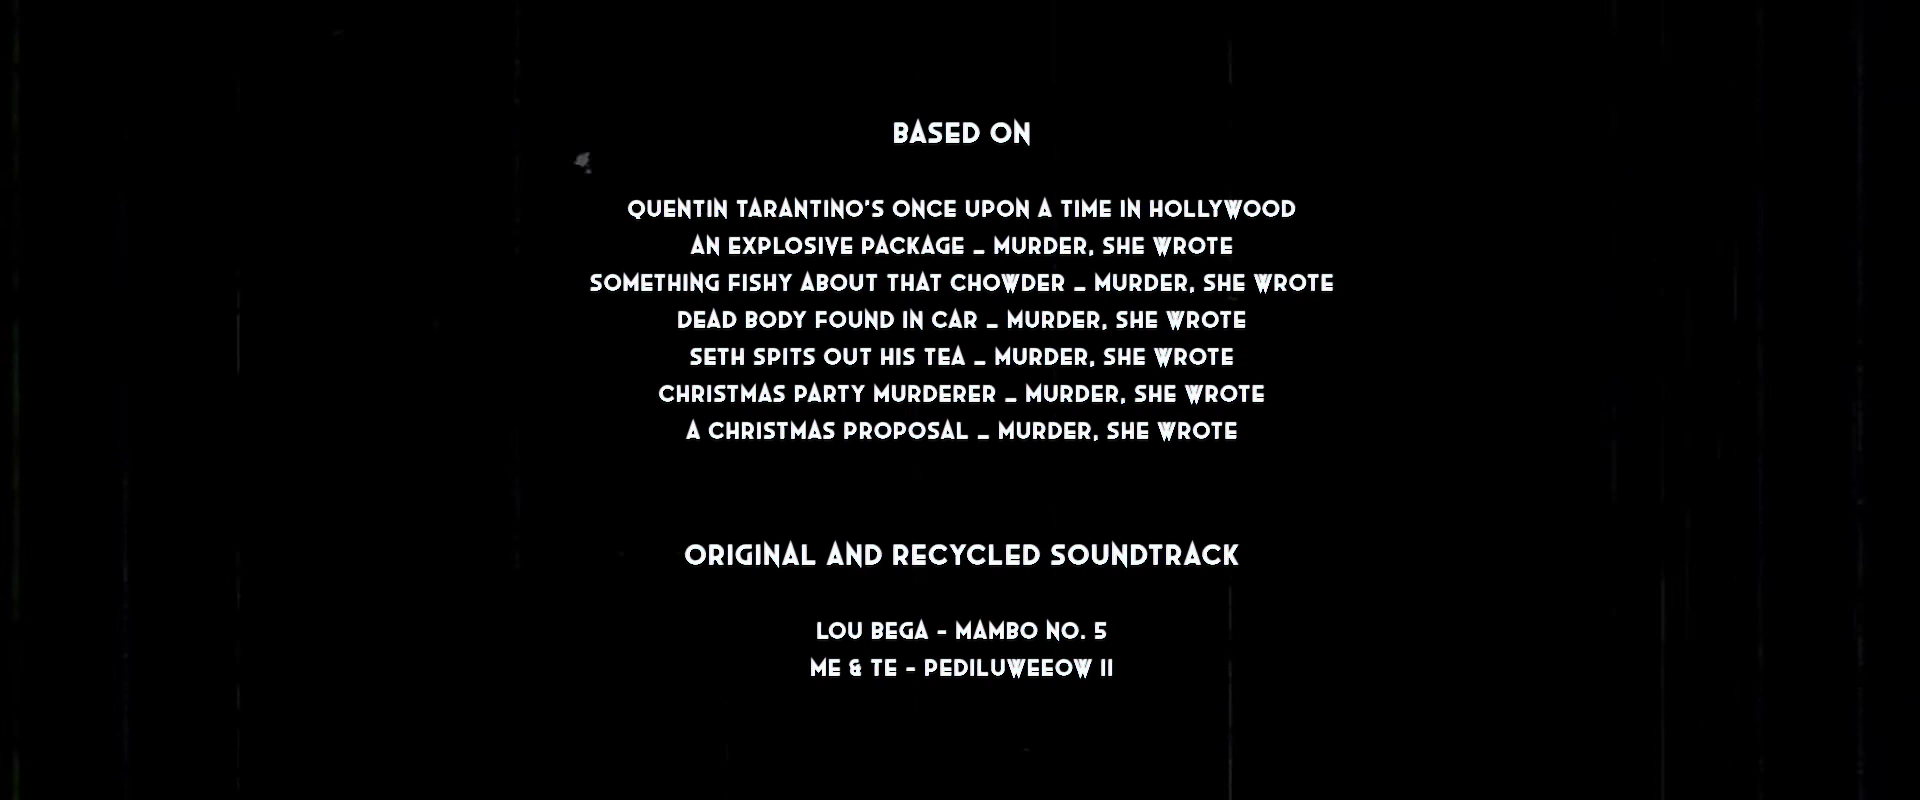 BASED ON
QUENTIN TARANTINO'S ONCE UPON A TIME IN HOLLYWOOD
AN EXPLOSIVE PACKAGE _ MURDER, SHE WROTE
SOMETHING FISHY ABOUT THAT CHOWDER _ MURDER, SHE WROTE
DEAD BODY FOUND IN CAR _ MURDER, SHE WROTE
SETH SPITS OUT HIS TEA _ MURDER, SHE WROTE
CHRISTMAS PARTY MURDERER _ MURDER, SHE WROTE
A CHRISTMAS PROPOSAL _ MURDER, SHE WROTE
ORIGINAL AND RECYCLED SOUNDTRACK
LOU BEGA - MAMBO NO. 5
ME & TE - PEDILUWEEOW II